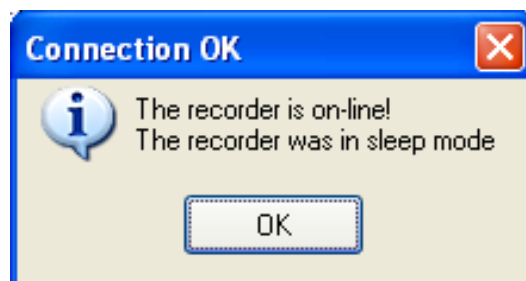 Connection OK
The recorder is on-line!
The recorder was in sleep mode
OK